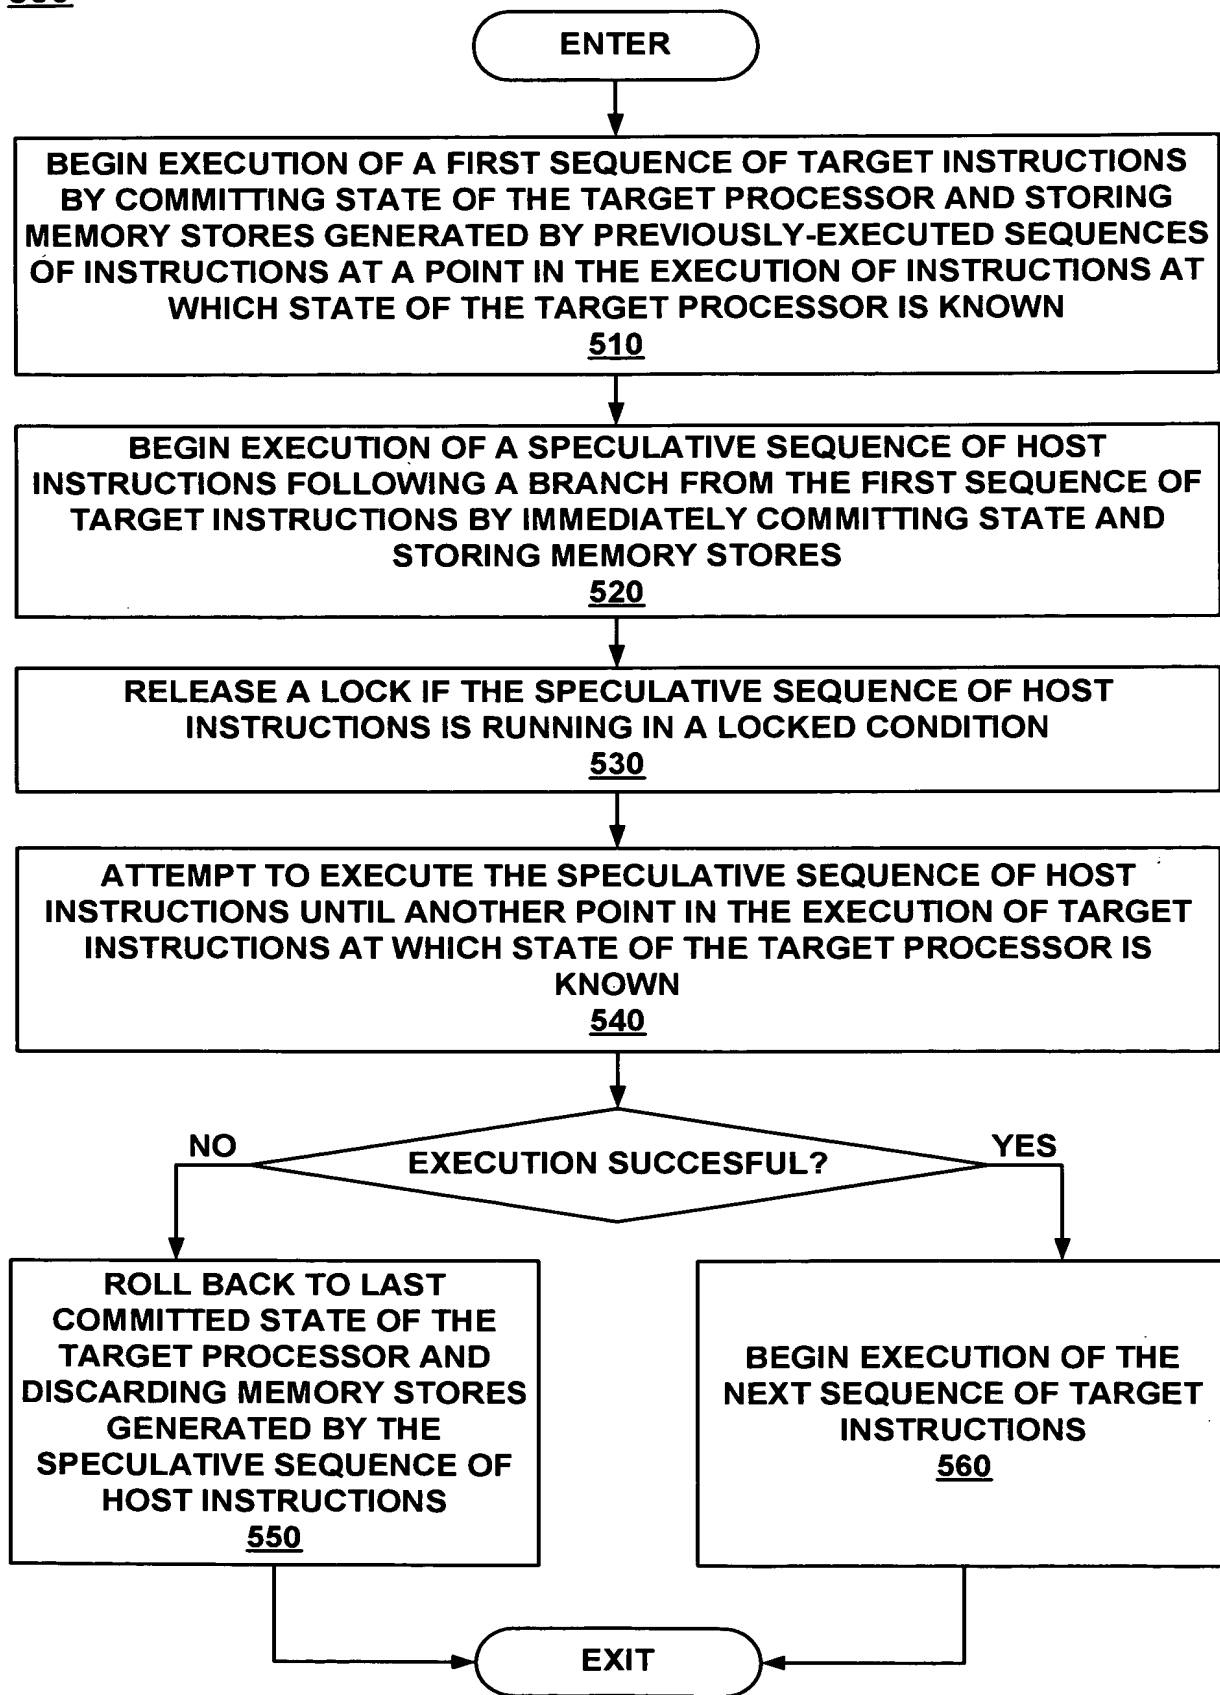 ENTER
BEGIN EXECUTION OF A FIRST SEQUENCE OF TARGET INSTRUCTIONS
BY COMMITTING STATE OF THE TARGET PROCESSOR AND STORING
MEMORY STORES GENERATED BY PREVIOUSLY-EXECUTED SEQUENCES
OF INSTRUCTIONS AT A POINT IN THE EXECUTION OF INSTRUCTIONS AT
WHICH STATE OF THE TARGET PROCESSOR IS KNOWN
510
BEGIN EXECUTION OF A SPECULATIVE SEQUENCE OF HOST
INSTRUCTIONS FOLLOWING A BRANCH FROM THE FIRST SEQUENCE OF
TARGET INSTRUCTIONS BY IMMEDIATELY COMMITTING STATE AND
STORING MEMORY STORES
520
RELEASE A LOCK IF THE SPECULATIVE SEQUENCE OF HOST
INSTRUCTIONS IS RUNNING IN A LOCKED CONDITION
530
ATTEMPT TO EXECUTE THE SPECULATIVE SEQUENCE OF HOST
INSTRUCTIONS UNTIL ANOTHER POINT IN THE EXECUTION OF TARGET
INSTRUCTIONS AT WHICH STATE OF THE TARGET PROCESSOR IS
KNOWN
540
NO
EXECUTION SUCCESFUL?
YES
ROLL BACK TO LAST
COMMITTED STATE OF THE
TARGET PROCESSOR AND
DISCARDING MEMORY STORES
GENERATED BY THE
SPECULATIVE SEQUENCE OF
HOST INSTRUCTIONS
550
BEGIN EXECUTION OF THE
NEXT SEQUENCE OF TARGET
INSTRUCTIONS
560
EXIT